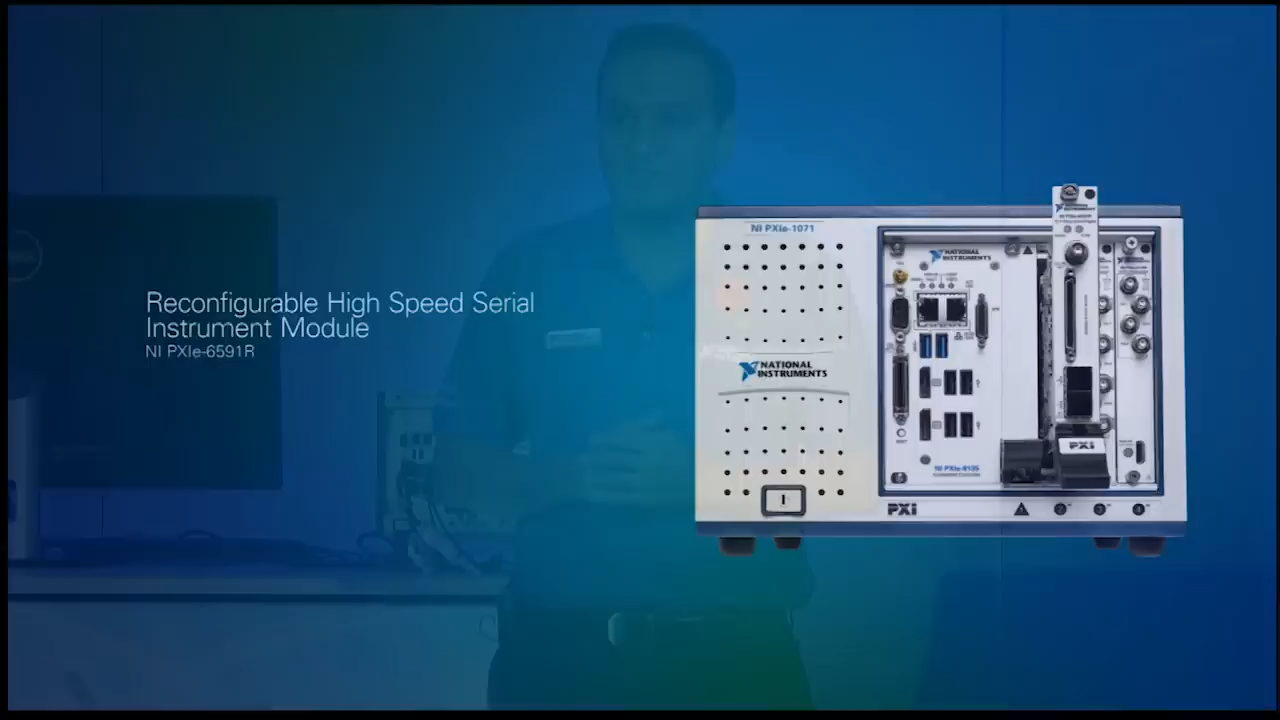 Reconfigurable High Speed Serial
Instrument Module
NI PXIe-6591R
NI PXIe-1071
NATIONAL
INSTRUMENTS
NATIONAL
INSTRUMENTS
NI PXIe-8135
PXI
PXI